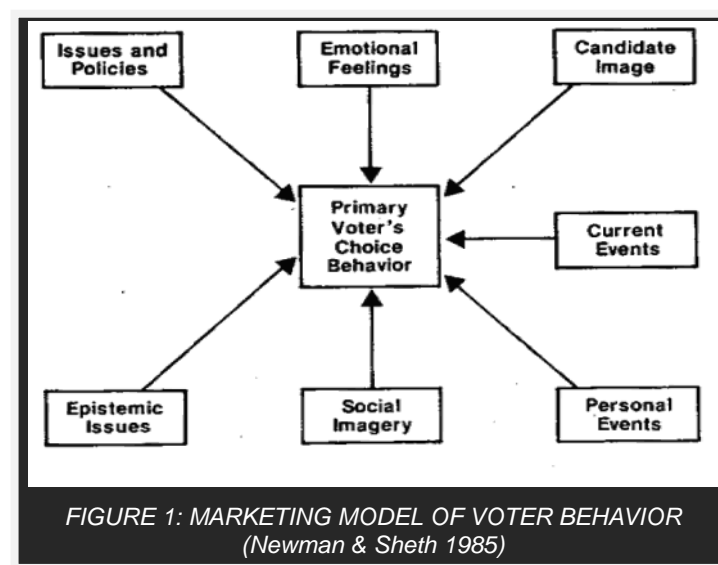 Issues and
Policies
Emotional
Feelings
Candidate
Image
Primary
Voter's
Choice
Behavior
Current
Events
Epistemic
Issues
Social
Imagery
Personal
Events
FIGURE 1: MARKETING MODEL OF VOTER BEHAVIOR
(Newman & Sheth 1985)